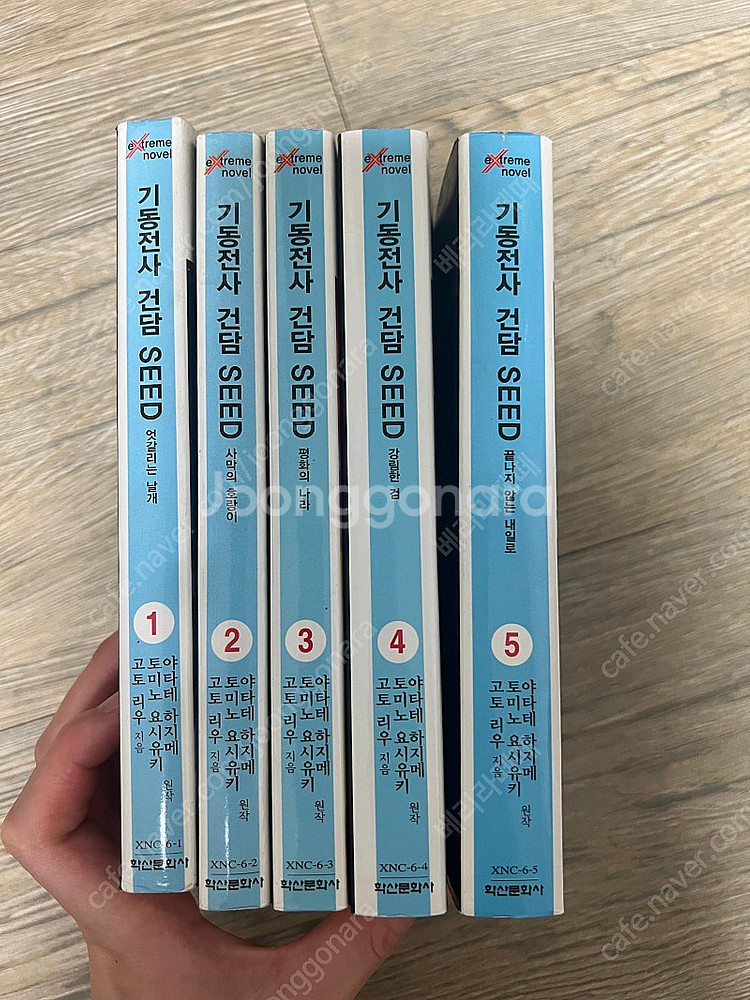 extreme
novel
기동전사 건담 SEED
엇갈리는 날개
1
야타테 하지메
토미노 요시유키 원작
고토 리우 지음
XNC-6-1
학산문화사
extreme
novel
기동전사 건담 SEED
사막의 호랑이
2
야타테 하지메
토미노 요시유키 원작
고토 리우 지음
XNC-6-2
학산문화사
extreme
novel
기동전사 건담 SEED
평화의 나라
3
야타테 하지메
토미노 요시유키 원작
고토 리우 지음
XNC-6-3
학산문화사
extreme
novel
기동전사 건담 SEED
강림한 검
4
야타테 하지메
토미노 요시유키 원작
고토 리우 지음
XNC-6-4
학산문화사
extreme
novel
기동전사 건담 SEED
끝나지 않는 내일로
5
야타테 하지메
토미노 요시유키 원작
고토 리우 지음
XNC-6-5
학산문화사
Joonggonara
cafe.naver.com/joonggonara